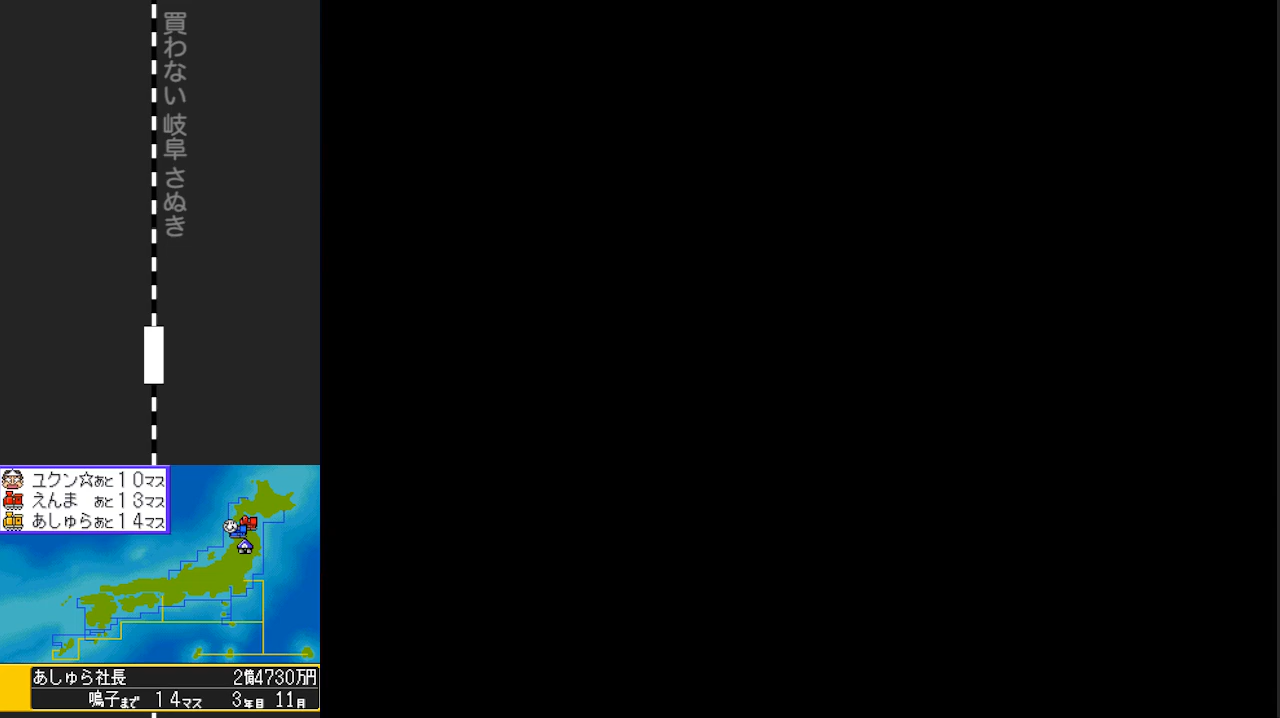 買わない 岐阜 さぬき
ユクン☆あと10マス
えんま あと13マス
あしゅらあと14マス
あしゅら社長 2億4730万円
鳴子まで 14マス 3年目 11月